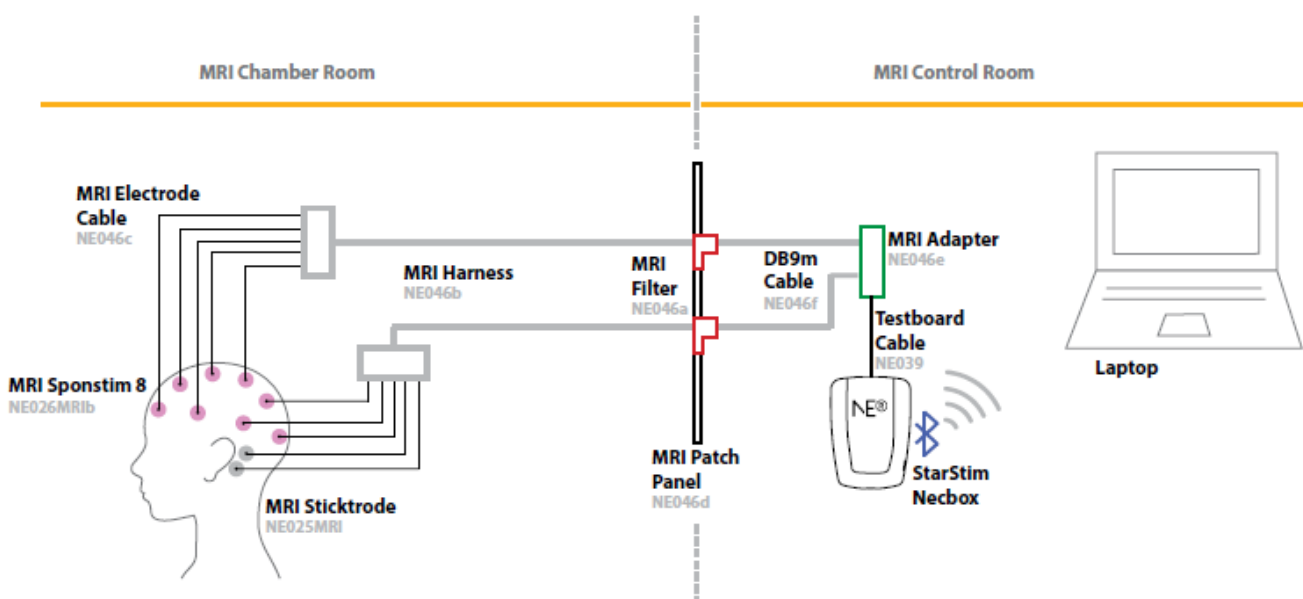 MRI Chamber Room
MRI Control Room
MRI Electrode
Cable
NE046c
MRI Harness
NE046b
MRI
Filter
NE046a
DB9m
Cable
NE046f
MRI Adapter
NE046e
Testboard
Cable
NE039
Laptop
MRI Sponstim 8
NE026MRIb
NE®
MRI Patch
Panel
NE046d
StarStim
Necbox
MRI Sticktrode
NE025MRI